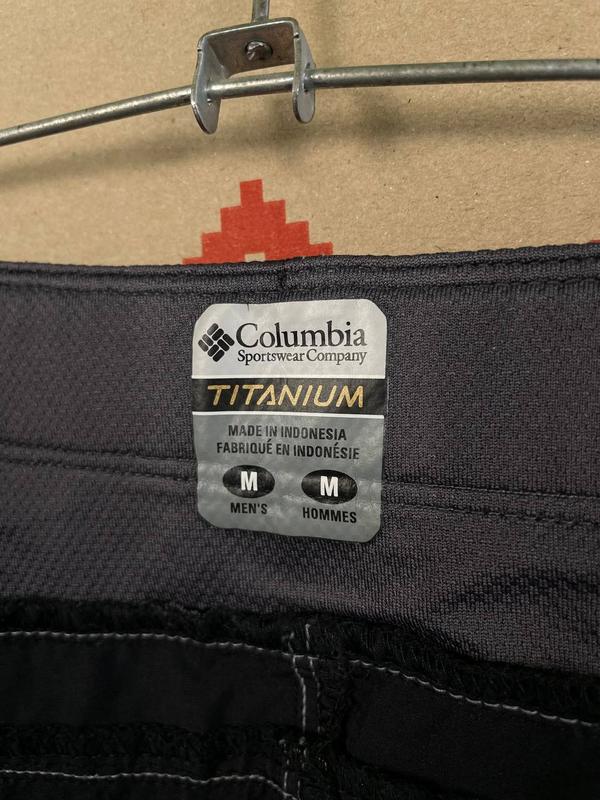 Columbia
Sportswear Company
TITANIUM
MADE IN INDONESIA
FABRIQUÉ EN INDONÉSIE
M M
MEN'S HOMMES